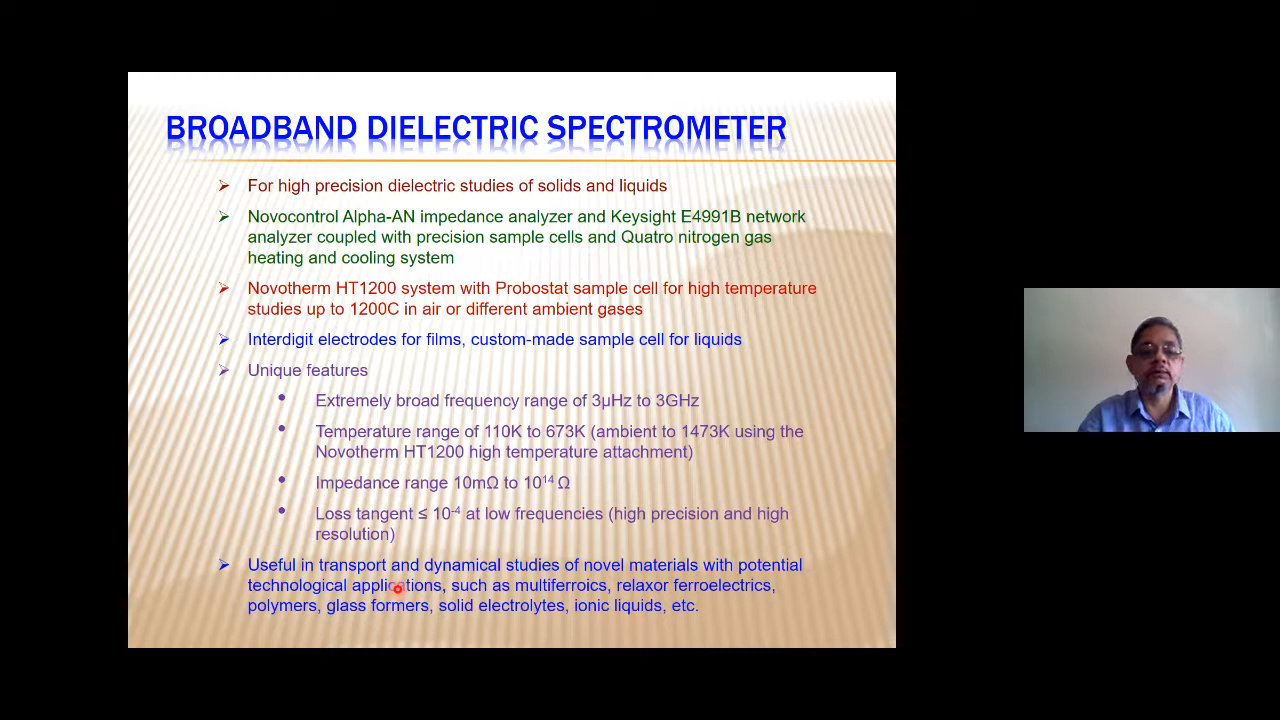 BROADBAND DIELECTRIC SPECTROMETER
For high precision dielectric studies of solids and liquids
Novocontrol Alpha-AN impedance analyzer and Keysight E4991B network
analyzer coupled with precision sample cells and Quatro nitrogen gas
heating and cooling system
Novotherm HT1200 system with Probostat sample cell for high temperature
studies up to 1200C in air or different ambient gases
Interdigit electrodes for films, custom-made sample cell for liquids
Unique features
Extremely broad frequency range of 3µHz to 3GHz
Temperature range of 110K to 673K (ambient to 1473K using the
Novotherm HT1200 high temperature attachment)
Impedance range 10mΩ to 10¹⁴ Ω
Loss tangent ≤ 10⁻⁴ at low frequencies (high precision and high
resolution)
Useful in transport and dynamical studies of novel materials with potential
technological applications, such as multiferroics, relaxor ferroelectrics,
polymers, glass formers, solid electrolytes, ionic liquids, etc.